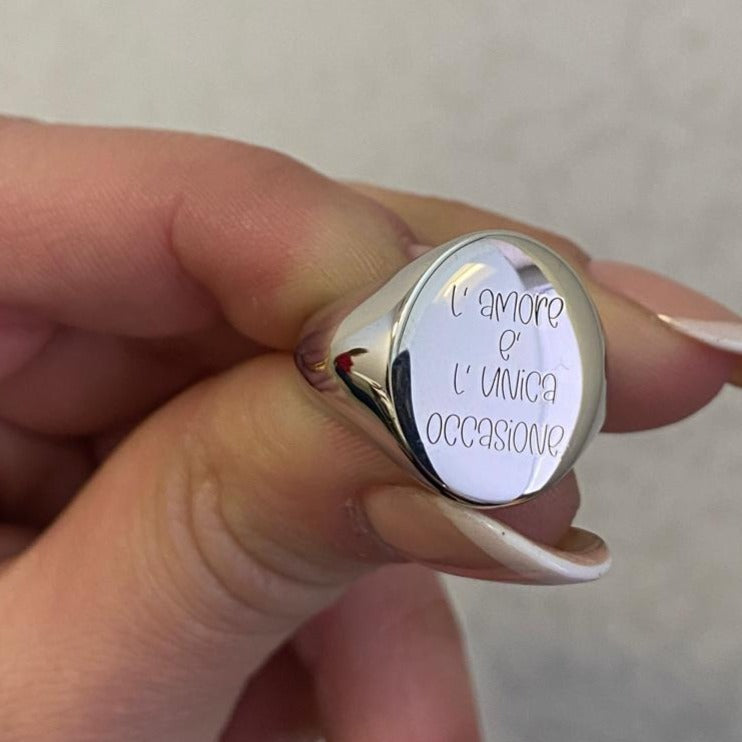 L' AMORE
e'
L' UNICA
OCCASIONE